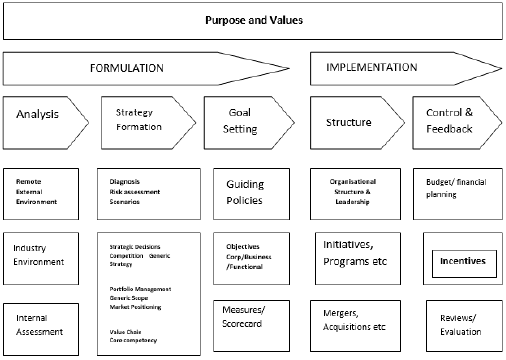 Purpose and Values
FORMULATION
IMPLEMENTATION
Analysis
Strategy
Formation
Goal
Setting
Structure
Control &
Feedback
Remote
External
Environment
Diagnosis
Risk assessment
Scenarios
Guiding
Policies
Organisational
Structure &
Leadership
Budget/ financial
planning
Industry
Environment
Strategic Decisions
Competition Generic
Strategy
Portfolio Management
Generic Scope
Market Positioning
Value Chain
Core competency
Objectives
Corp/Business
/Functional
Initiatives,
Programs etc
Incentives
Internal
Assessment
Measures/
Scorecard
Mergers,
Acquisitions etc
Reviews/
Evaluation